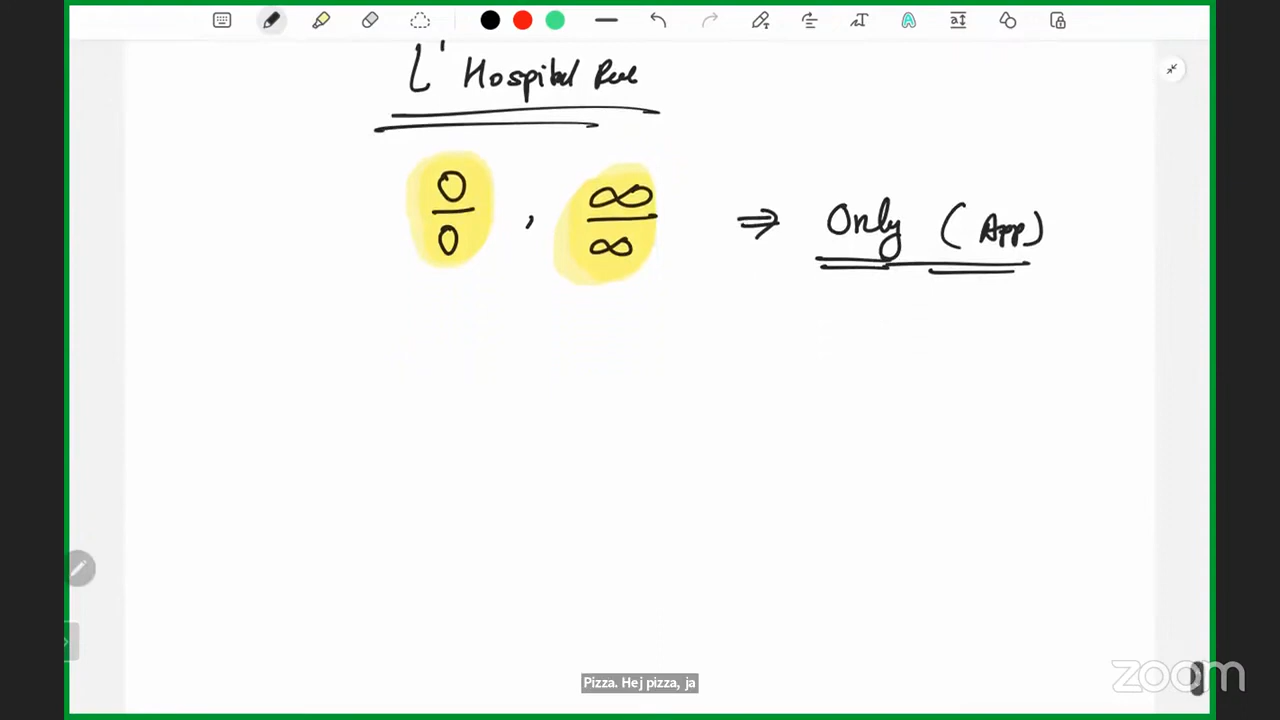 L' Hospital Rule
0/0 , ∞/∞ ⇒ Only (App)
Pizza. Hej pizza, ja
zoom